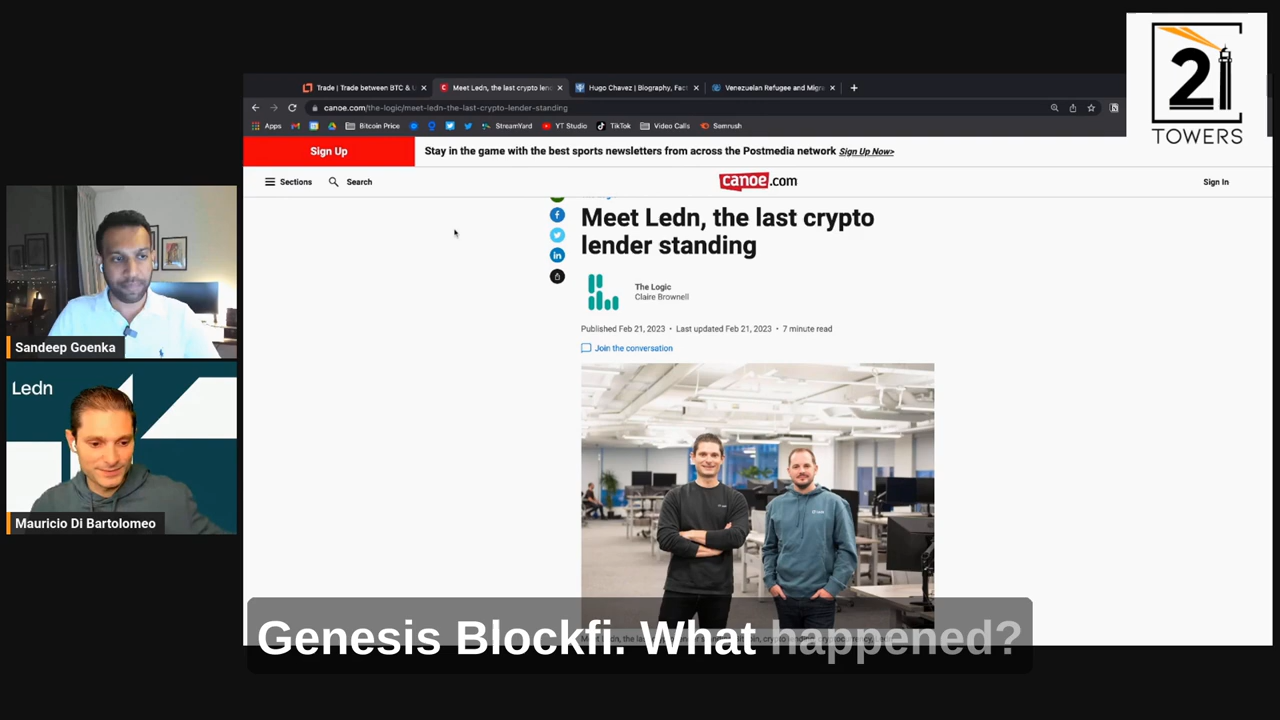 21
TOWERS
Trade | Trade between BTC & U
Meet Ledn, the last crypto lend
Hugo Chavez | Biography, Fac
Venezuelan Refugee and Migra
canoe.com/the-logic/meet-ledn-the-last-crypto-lender-standing
Apps
Bitcoin Price
StreamYard
YT Studio
TikTok
Video Calls
Semrush
Sign Up
Stay in the game with the best sports newsletters from across the Postmedia network Sign Up Now>
Sections
Search
canoe.com
Sign In
Meet Ledn, the last crypto
lender standing
The Logic
Claire Brownell
Published Feb 21, 2023 • Last updated Feb 21, 2023 • 7 minute read
Join the conversation
Sandeep Goenka
Ledn
Mauricio Di Bartolomeo
Genesis Blockfi. What happened?